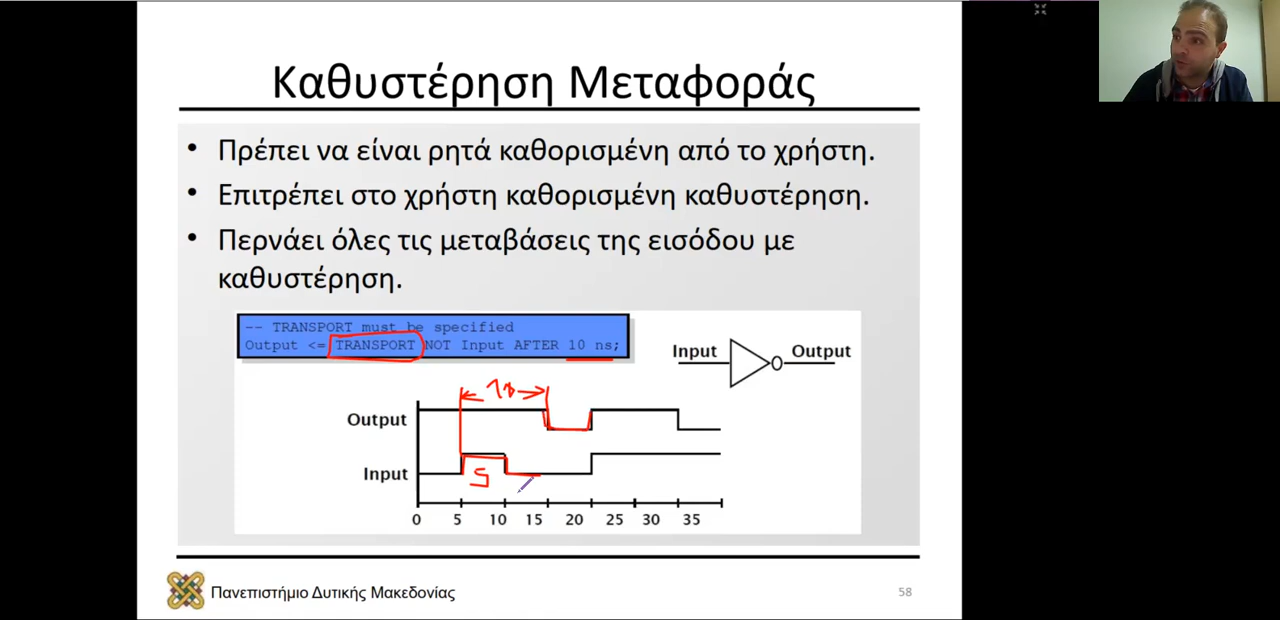 Καθυστέρηση Μεταφοράς
• Πρέπει να είναι ρητά καθορισμένη από το χρήστη.
• Επιτρέπει στο χρήστη καθορισμένη καθυστέρηση.
• Περνάει όλες τις μεταβάσεις της εισόδου με
καθυστέρηση.
-- TRANSPORT must be specified
Output <= TRANSPORT NOT Input AFTER 10 ns;
Input Output
10
Output
Input
5
0 5 10 15 20 25 30 35
Πανεπιστήμιο Δυτικής Μακεδονίας
58